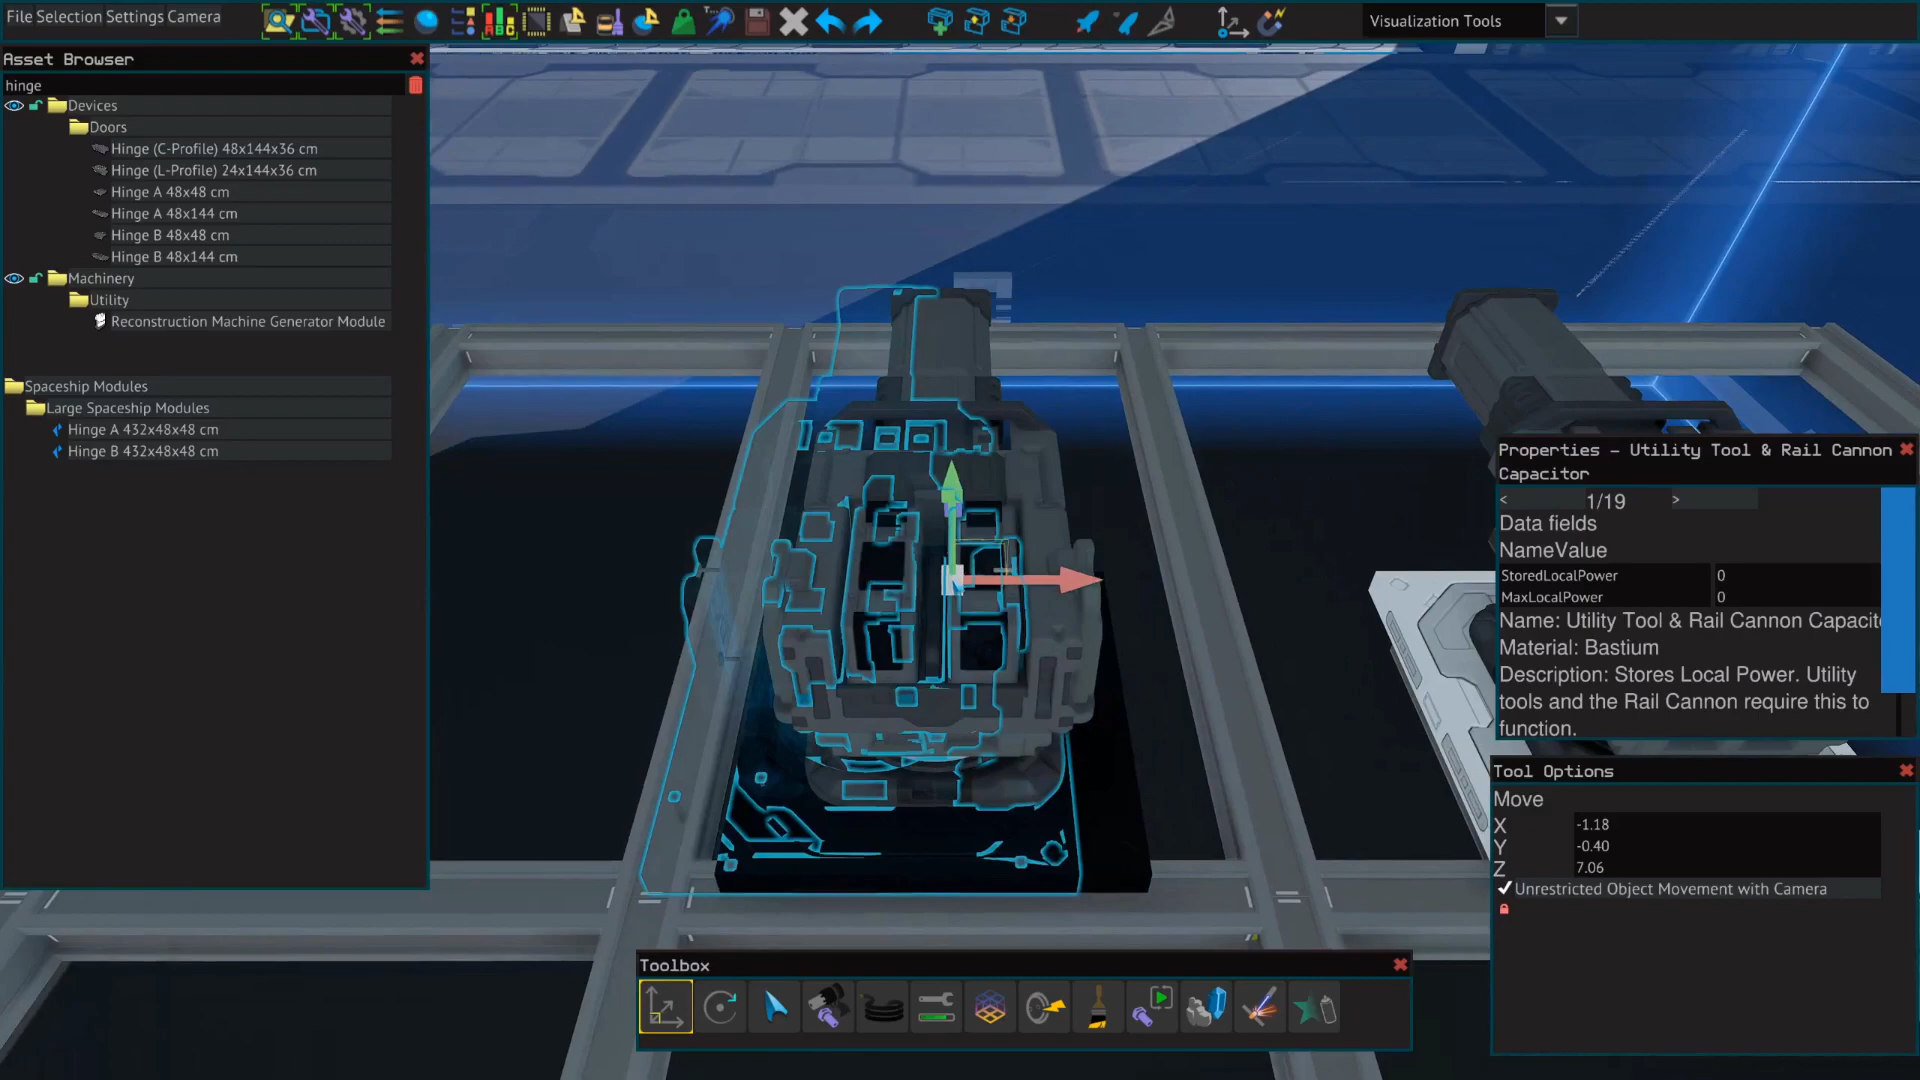 File Selection Settings Camera
ABC
Visualization Tools
Asset Browser
hinge
Devices
Doors
Hinge (C-Profile) 48x144x36 cm
Hinge (L-Profile) 24x144x36 cm
Hinge A 48x48 cm
Hinge A 48x144 cm
Hinge B 48x48 cm
Hinge B 48x144 cm
Machinery
Utility
Reconstruction Machine Generator Module
Spaceship Modules
Large Spaceship Modules
Hinge A 432x48x48 cm
Hinge B 432x48x48 cm
Properties – Utility Tool & Rail Cannon
Capacitor
< 1/19 >
Data fields
NameValue
StoredLocalPower 0
MaxLocalPower 0
Name: Utility Tool & Rail Cannon Capacito
Material: Bastium
Description: Stores Local Power. Utility
tools and the Rail Cannon require this to
function.
Tool Options
Move
X -1.18
Y -0.40
Z 7.06
Unrestricted Object Movement with Camera
Toolbox